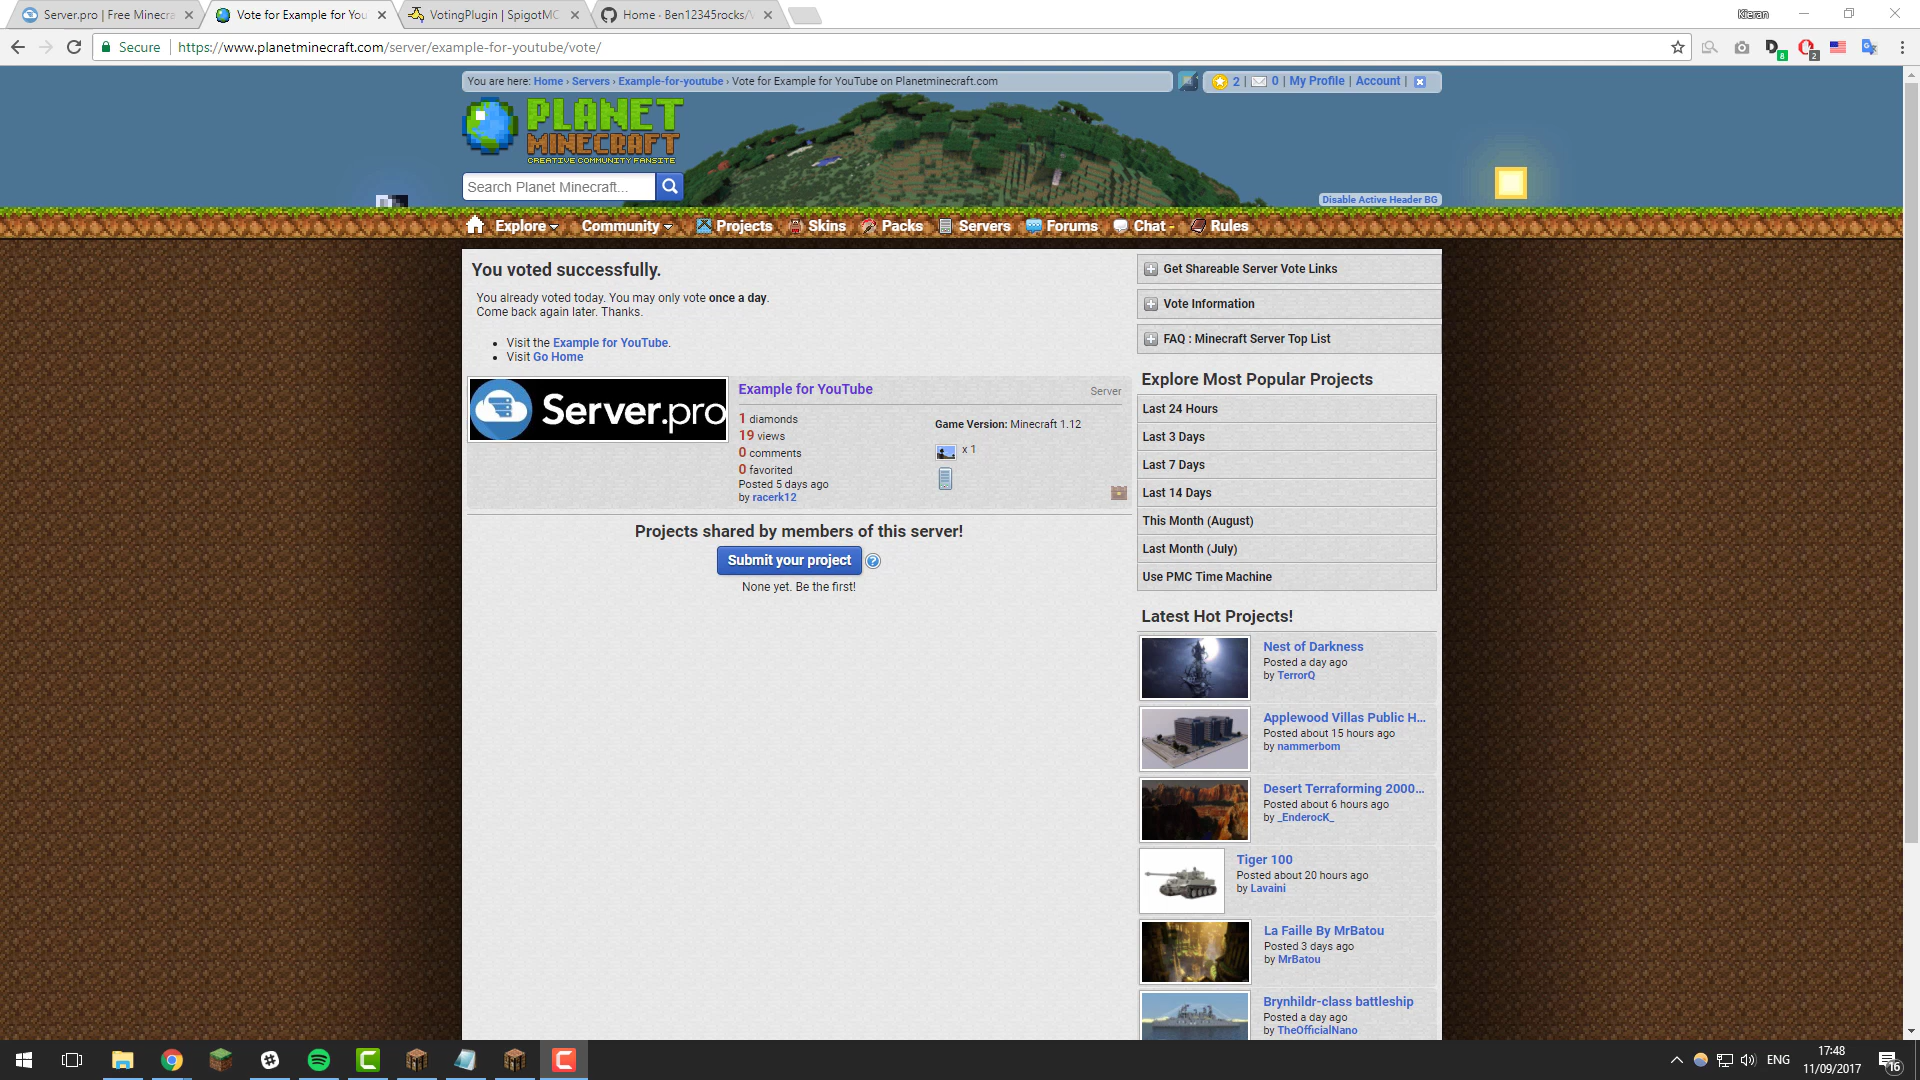 Server.pro | Free Minecra
Vote for Example for You
VotingPlugin | SpigotMC
Home · Ben12345rocks/V
Kieran
Secure
https://www.planetminecraft.com/server/example-for-youtube/vote/
8
2
You are here: Home › Servers › Example-for-youtube › Vote for Example for YouTube on Planetminecraft.com
2 | 0 | My Profile | Account |
PLANET
MINECRAFT
CREATIVE COMMUNITY FANSITE
Search Planet Minecraft...
Disable Active Header BG
Explore
Community
Projects
Skins
Packs
Servers
Forums
Chat
Rules
You voted successfully.
You already voted today. You may only vote once a day.
Come back again later. Thanks.
• Visit the Example for YouTube.
• Visit Go Home
Server.pro
Example for YouTube
Server
1 diamonds
19 views
0 comments
0 favorited
Posted 5 days ago
by racerk12
Game Version: Minecraft 1.12
x 1
Projects shared by members of this server!
Submit your project
?
None yet. Be the first!
Get Shareable Server Vote Links
Vote Information
FAQ : Minecraft Server Top List
Explore Most Popular Projects
Last 24 Hours
Last 3 Days
Last 7 Days
Last 14 Days
This Month (August)
Last Month (July)
Use PMC Time Machine
Latest Hot Projects!
Nest of Darkness
Posted a day ago
by TerrorQ
Applewood Villas Public H...
Posted about 15 hours ago
by nammerbom
Desert Terraforming 2000...
Posted about 6 hours ago
by _EnderocK_
Tiger 100
Posted about 20 hours ago
by Lavaini
La Faille By MrBatou
Posted 3 days ago
by MrBatou
Brynhildr-class battleship
Posted a day ago
by TheOfficialNano
ENG
17:48
11/09/2017
16